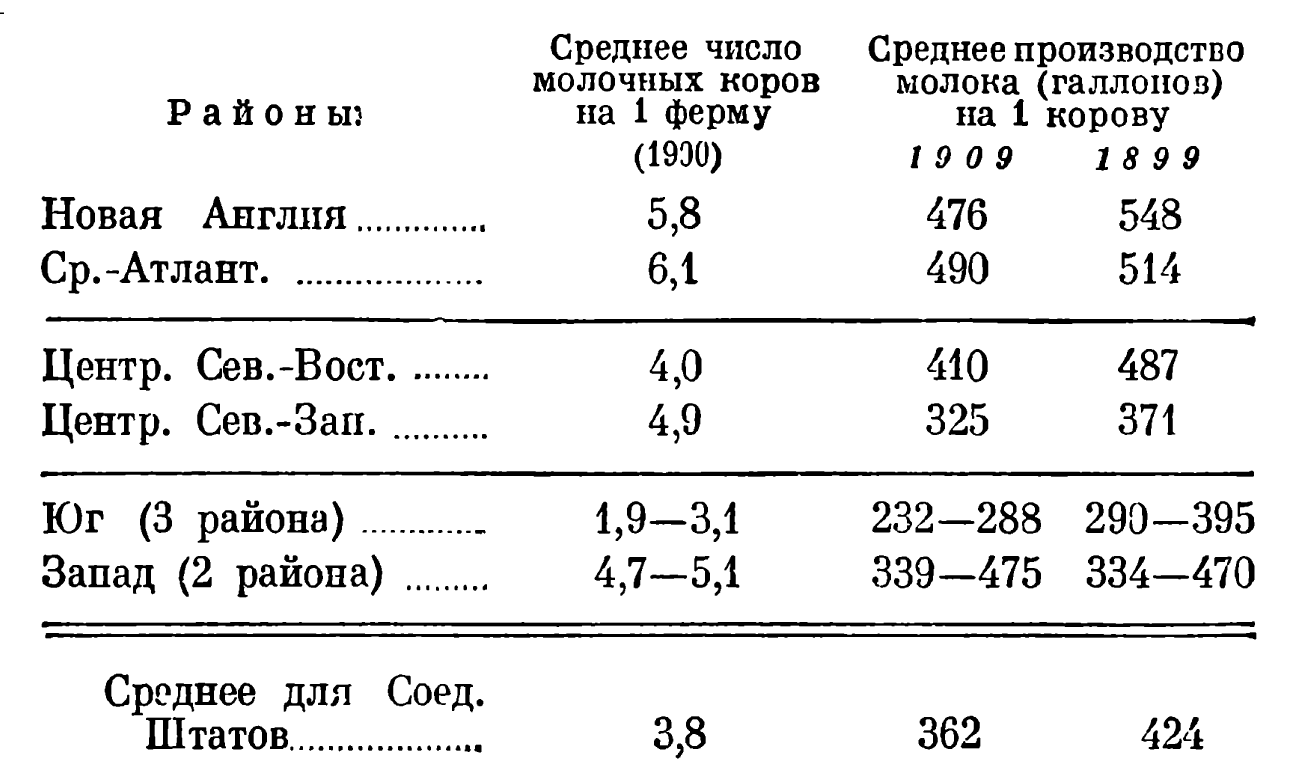 Среднее число Среднее производство
молочных коров молока (галлонов)
Районы: на 1 ферму на 1 корову
(1900) 1909 1899
Новая Англия 5,8 476 548
Ср.-Атлант. 6,1 490 514
Центр. Сев.-Вост. 4,0 410 487
Центр. Сев.-Зап. 4,9 325 371
Юг (3 района) 1,9—3,1 232—288 290—395
Запад (2 района) 4,7—5,1 339—475 334—470
Среднее для Соед.
Штатов 3,8 362 424